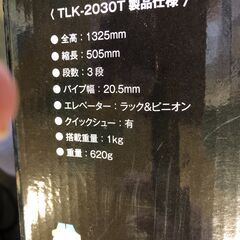 〈 TLK-2030T 製品仕様 〉
● 全高：1325mm
● 縮長：505mm
● 段数：3 段
● パイプ幅：20.5mm
● エレベーター：ラック&ピニオン
● クイックシュー：有
● 搭載重量：1kg
● 重量：620g